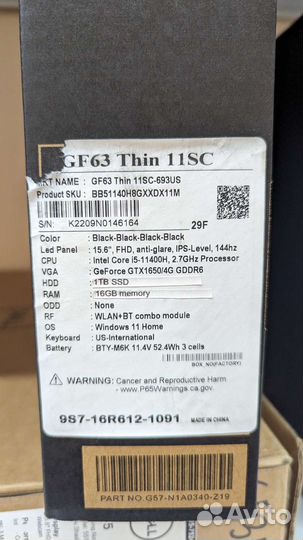 GF63 Thin 11SC
MKT NAME : GF63 Thin 11SC-693US
Product SKU : BB51140H8GXXDX11M
S/N: K2209N0146164
29F
Color : Black-Black-Black-Black
Led Panel : 15.6", FHD, anti-glare, IPS-Level, 144hz
CPU : Intel Core i5-11400H, 2.7GHz Processor
VGA : GeForce GTX1650/4G GDDR6
HDD : 1TB SSD
RAM : 16GB memory
ODD : None
RF : WLAN+BT combo module
OS : Windows 11 Home
Keyboard : US-International
Battery : BTY-M6K 11.4V 52.4Wh 3 cells
BOX_NO(FACTORY)
WARNING: Cancer and Reproductive Harm
- www.P65Warnings.ca.gov.
9S7-16R612-1091 MADE IN CHINA
PART NO.G57-N1A0340-Z19
Avito